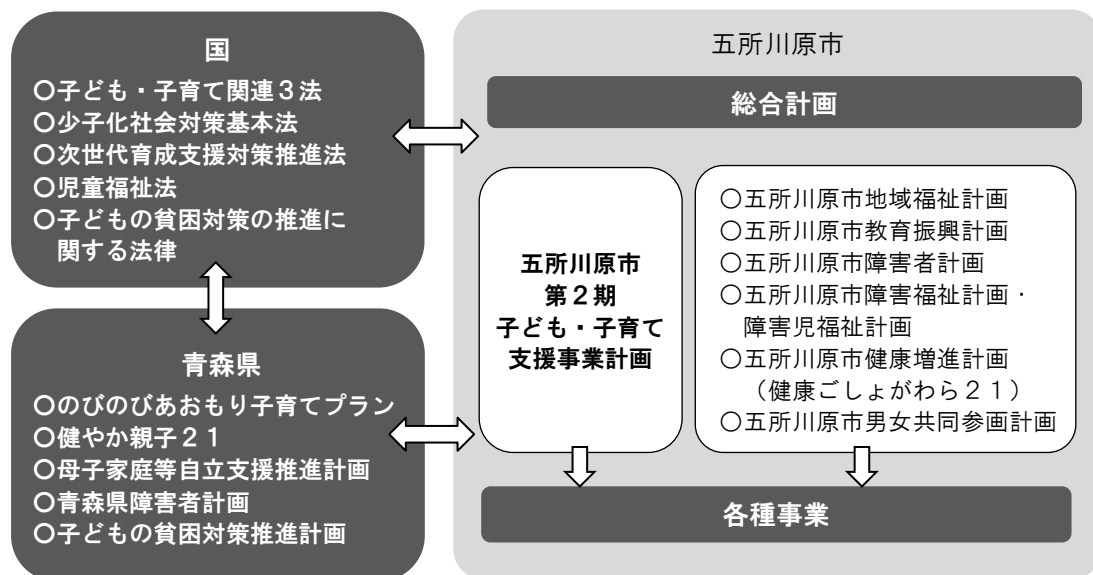 国
○子ども・子育て関連３法
○少子化社会対策基本法
○次世代育成支援対策推進法
○児童福祉法
○子どもの貧困対策の推進に
関する法律
青森県
○のびのびあおもり子育てプラン
○健やか親子２１
○母子家庭等自立支援推進計画
○青森県障害者計画
○子どもの貧困対策推進計画
五所川原市
総合計画
五所川原市
第２期
子ども・子育て
支援事業計画
○五所川原市地域福祉計画
○五所川原市教育振興計画
○五所川原市障害者計画
○五所川原市障害福祉計画・
障害児福祉計画
○五所川原市健康増進計画
（健康ごしょがわら２１）
○五所川原市男女共同参画計画
各種事業